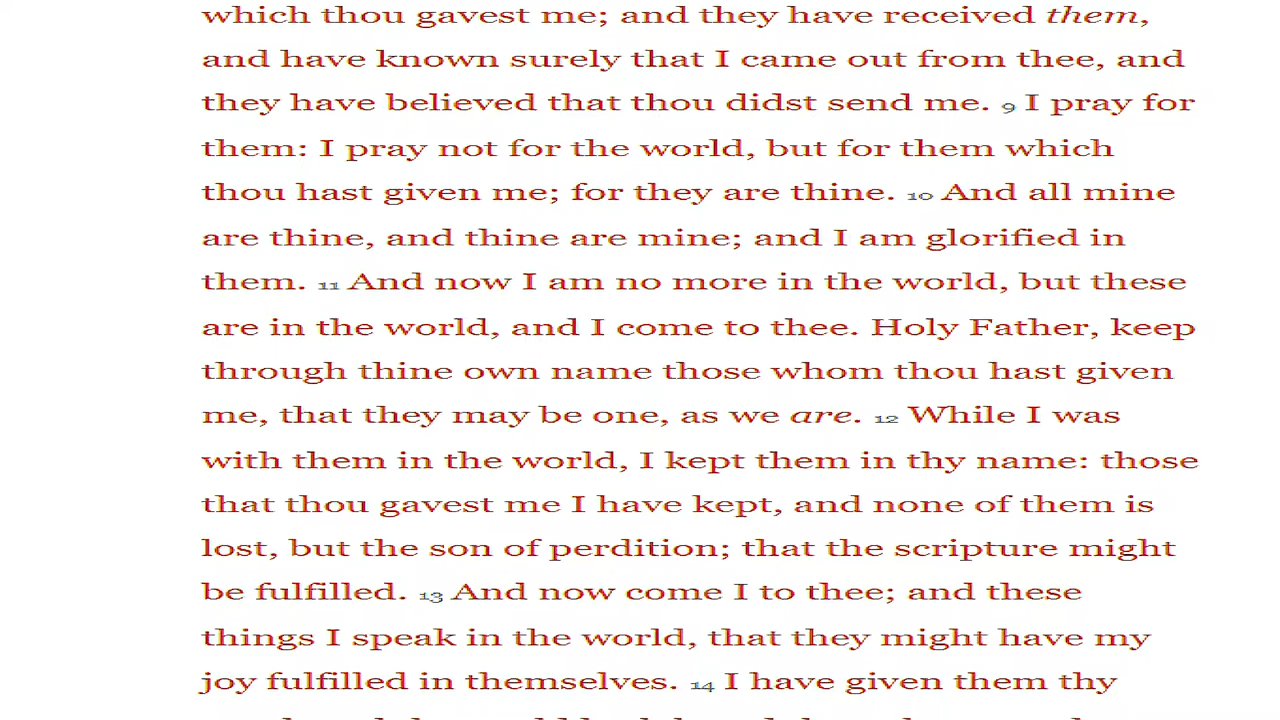 which thou gavest me; and they have received them,
and have known surely that I came out from thee, and
they have believed that thou didst send me. 9 I pray for
them: I pray not for the world, but for them which
thou hast given me; for they are thine. 10 And all mine
are thine, and thine are mine; and I am glorified in
them. 11 And now I am no more in the world, but these
are in the world, and I come to thee. Holy Father, keep
through thine own name those whom thou hast given
me, that they may be one, as we are. 12 While I was
with them in the world, I kept them in thy name: those
that thou gavest me I have kept, and none of them is
lost, but the son of perdition; that the scripture might
be fulfilled. 13 And now come I to thee; and these
things I speak in the world, that they might have my
joy fulfilled in themselves. 14 I have given them thy